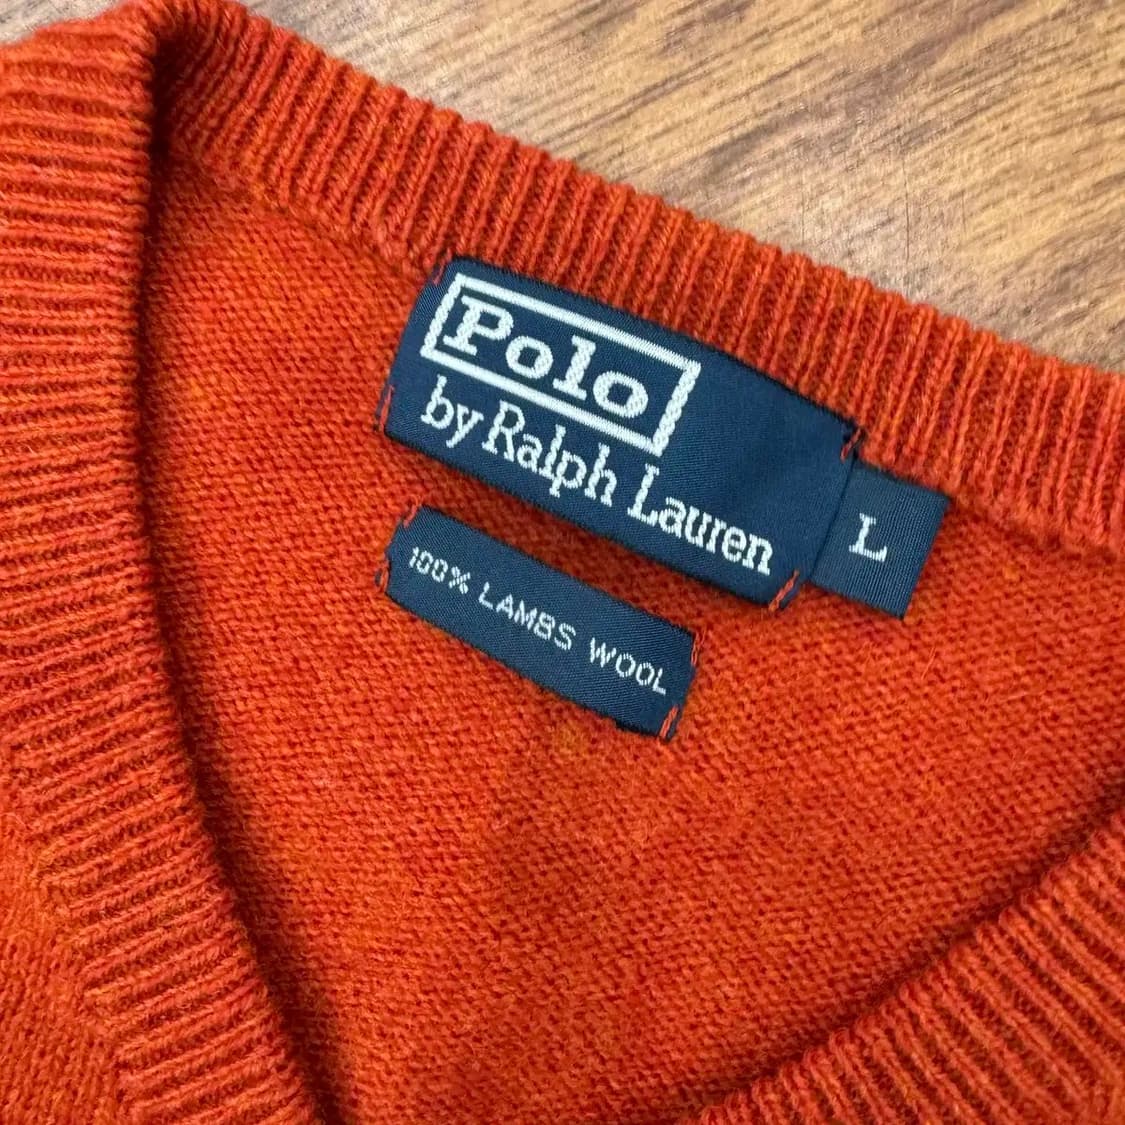 Polo
by Ralph Lauren
L
100% LAMBS WOOL